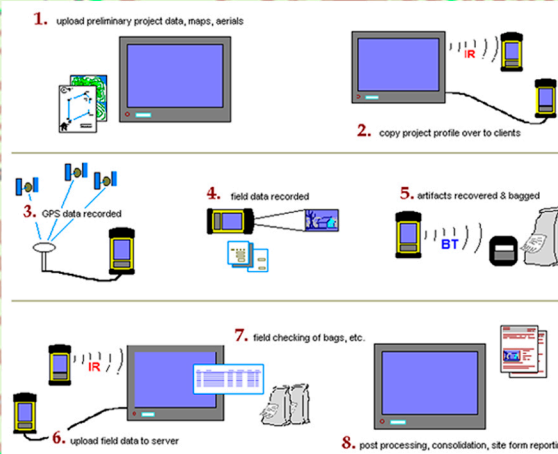 1. upload preliminary project data, maps, aerials
IR
2. copy project profile over to clients
3. GPS data recorded
4. field data recorded
5. artifacts recovered & bagged
BT
IR
6. upload field data to server
7. field checking of bags, etc.
8. post processing, consolidation, site form reportin